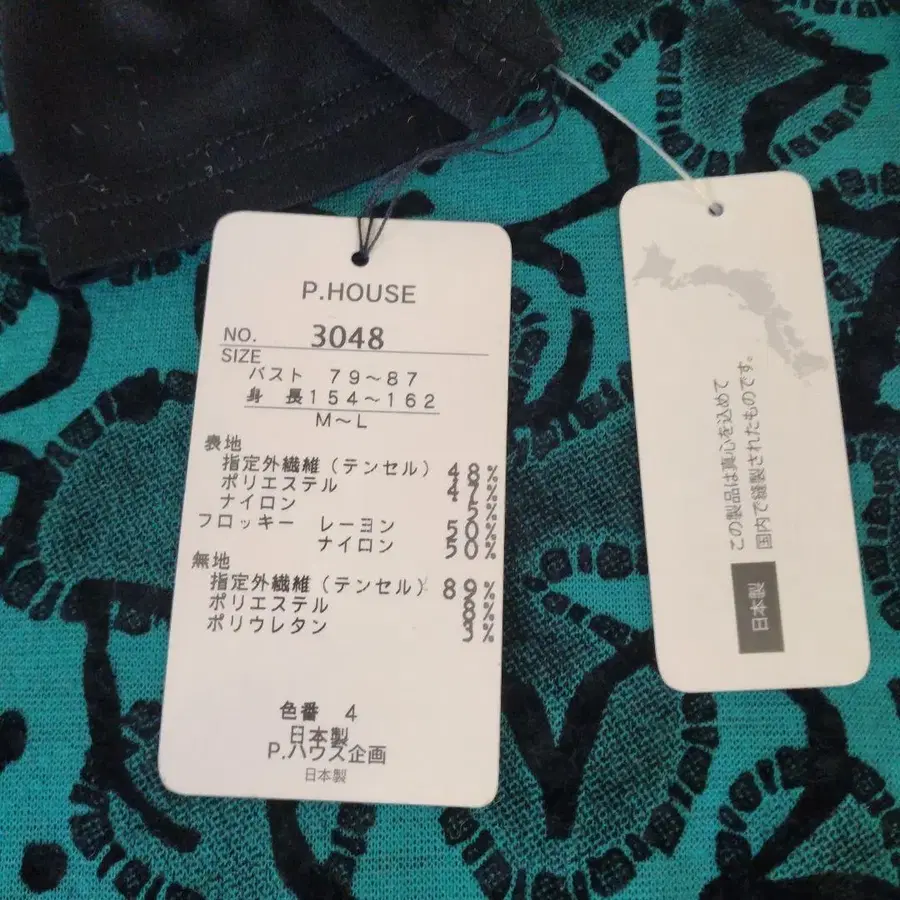 P.HOUSE
NO. 3048
SIZE
バスト 79～87
身 長154～162
M～L
表地
指定外繊維（テンセル） 48%
ポリエステル 47%
ナイロン 5%
フロッキー レーヨン 50%
ナイロン 50%
無地
指定外繊維（テンセル） 89%
ポリエステル 8%
ポリウレタン 3%
色番 4
日本製
P.ハウス企画
日本製
この製品は真心を込めて
国内で縫製されたものです。
日本製